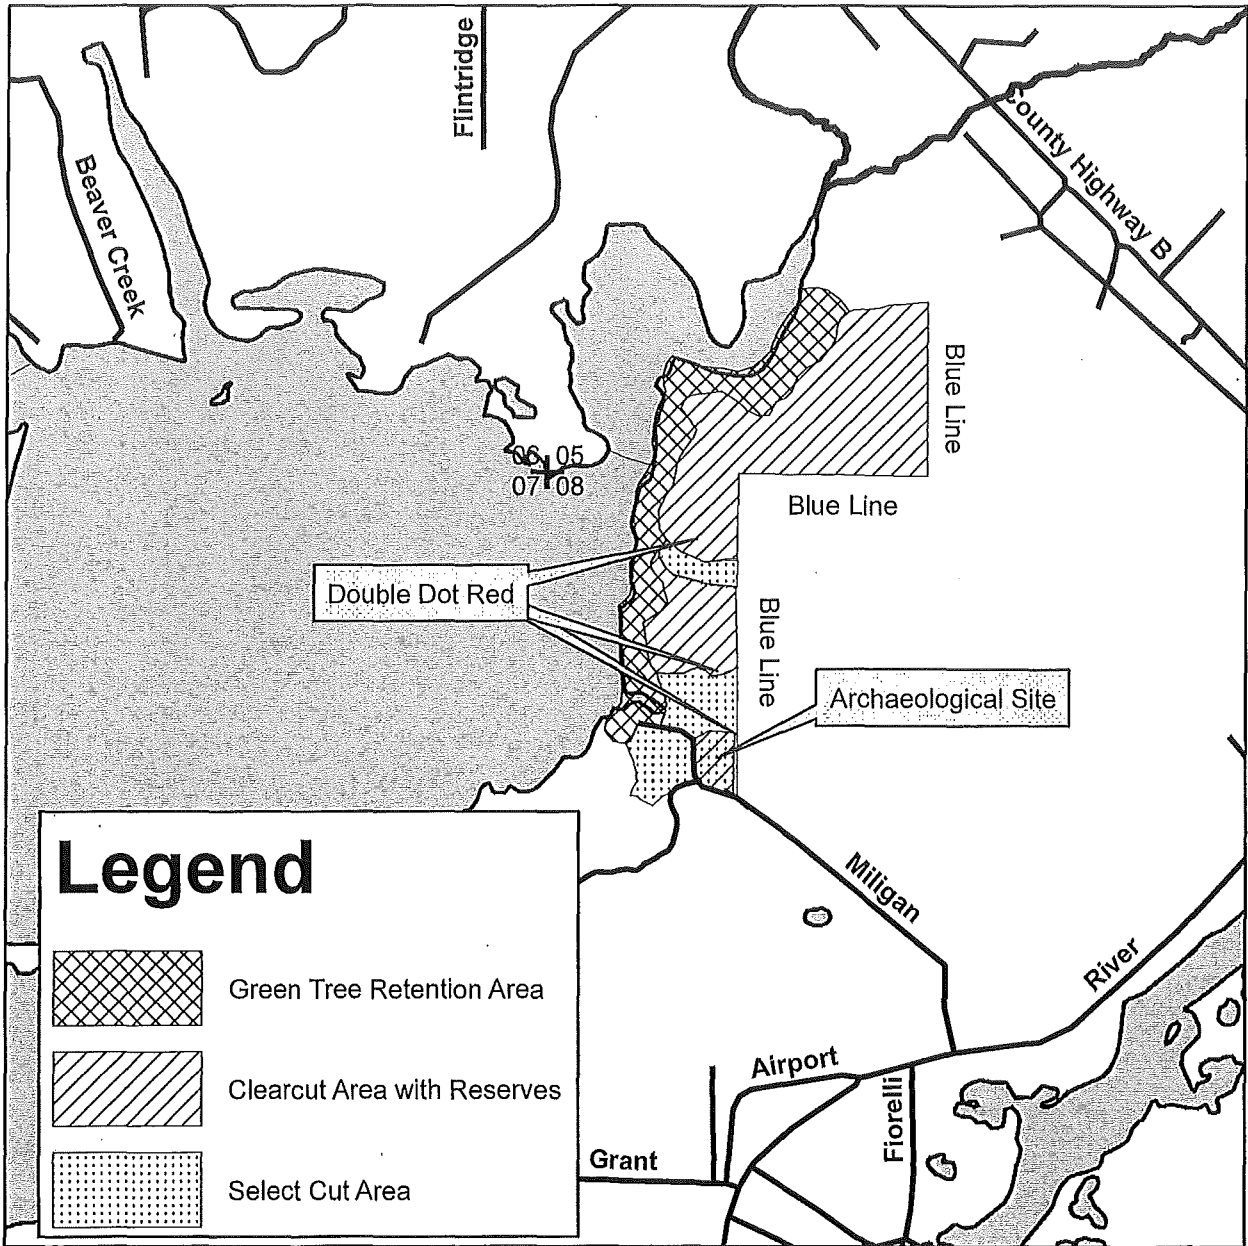 Flintridge
County Highway B
Beaver Creek
Blue Line
06 05
07 08
Blue Line
Double Dot Red
Blue Line
Archaeological Site
Legend
Miligan
River
Green Tree Retention Area
Airport
Clearcut Area with Reserves
Fiorelli
Grant
Select Cut Area